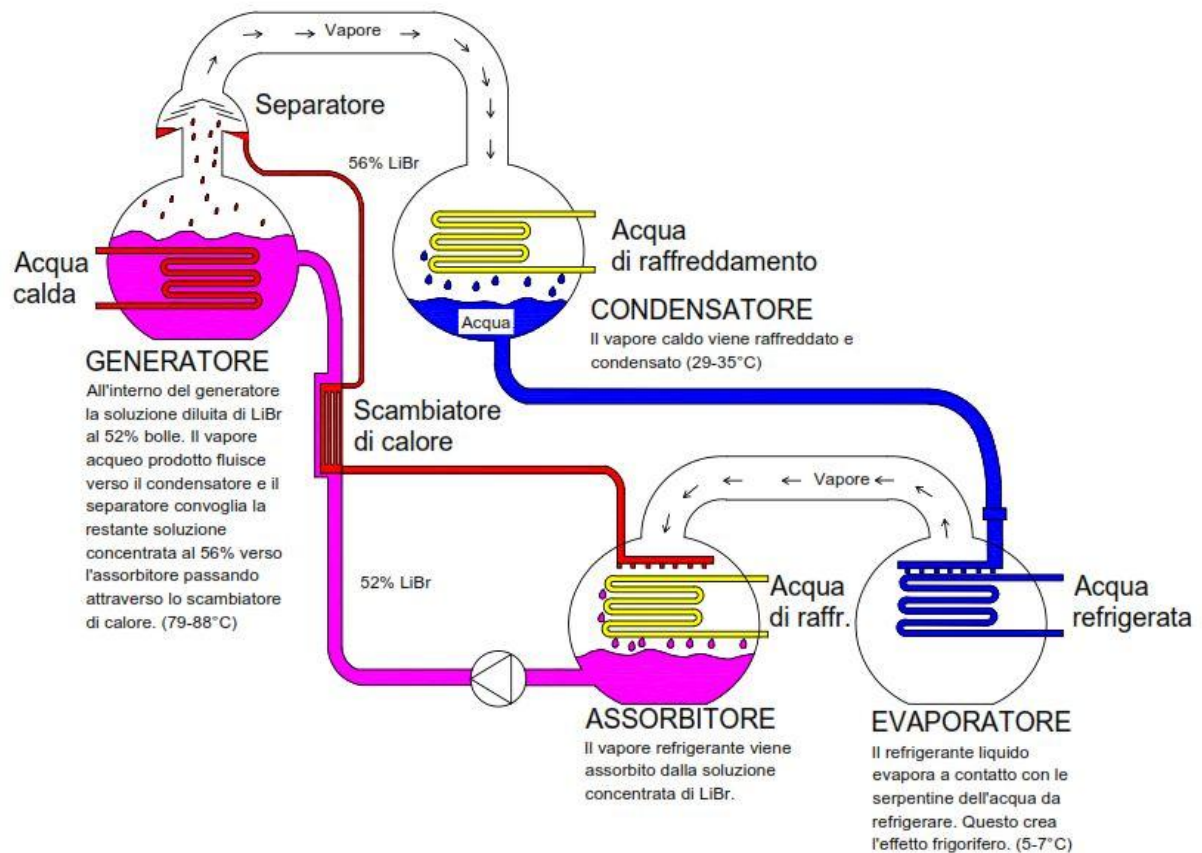 Vapore
Separatore
56% LiBr
Acqua
calda
Acqua
di raffreddamento
Acqua
CONDENSATORE
Il vapore caldo viene raffreddato e
condensato (29-35°C)
GENERATORE
All'interno del generatore
la soluzione diluita di LiBr
al 52% bolle. Il vapore
acqueo prodotto fluisce
verso il condensatore e il
separatore convoglia la
restante soluzione
concentrata al 56% verso
l'assorbitore passando
attraverso lo scambiatore
di calore. (79-88°C)
Scambiatore
di calore
Vapore
52% LiBr
Acqua
di raffr.
Acqua
refrigerata
ASSORBITORE
Il vapore refrigerante viene
assorbito dalla soluzione
concentrata di LiBr.
EVAPORATORE
Il refrigerante liquido
evapora a contatto con le
serpentine dell'acqua da
refrigerare. Questo crea
l'effetto frigorifero. (5-7°C)